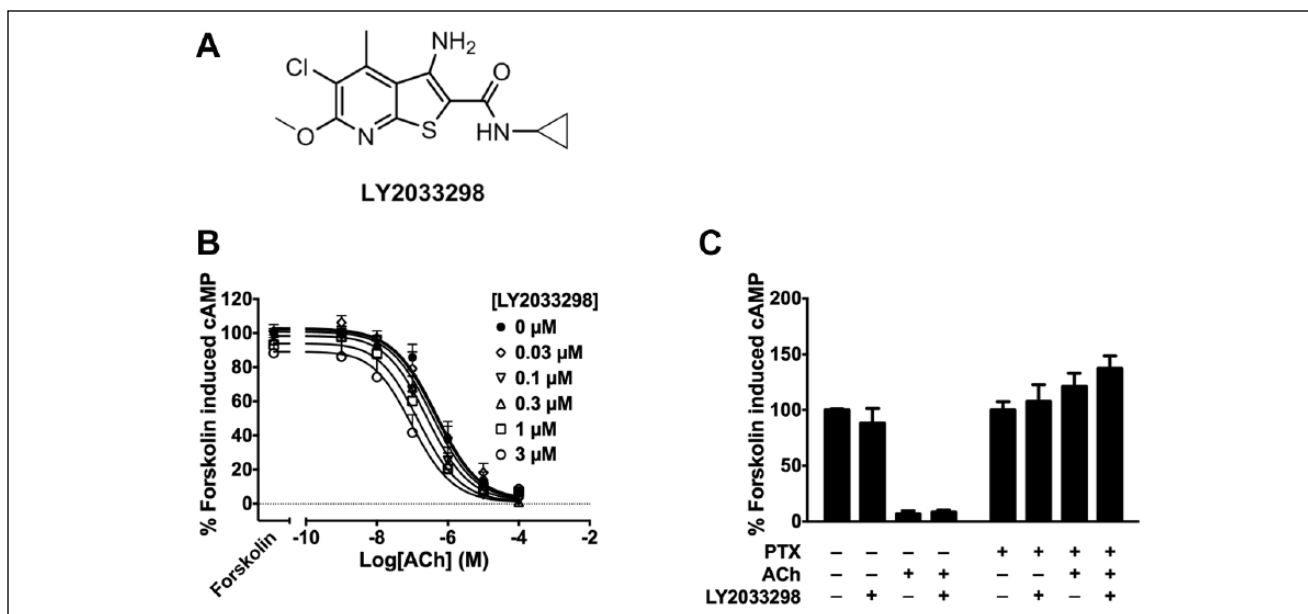 A
NH₂
Cl
O
O
N
S
HN
LY2033298
B
% Forskolin induced cAMP
120
100
80
60
40
20
0
Forskolin
-10
-8
-6
-4
-2
Log[ACh] (M)
[LY2033298]
0 µM
0.03 µM
0.1 µM
0.3 µM
1 µM
3 µM
C
% Forskolin induced cAMP
200
150
100
50
0
PTX – – – – + + + +
ACh – – + + – – + +
LY2033298 – + – + – + – +